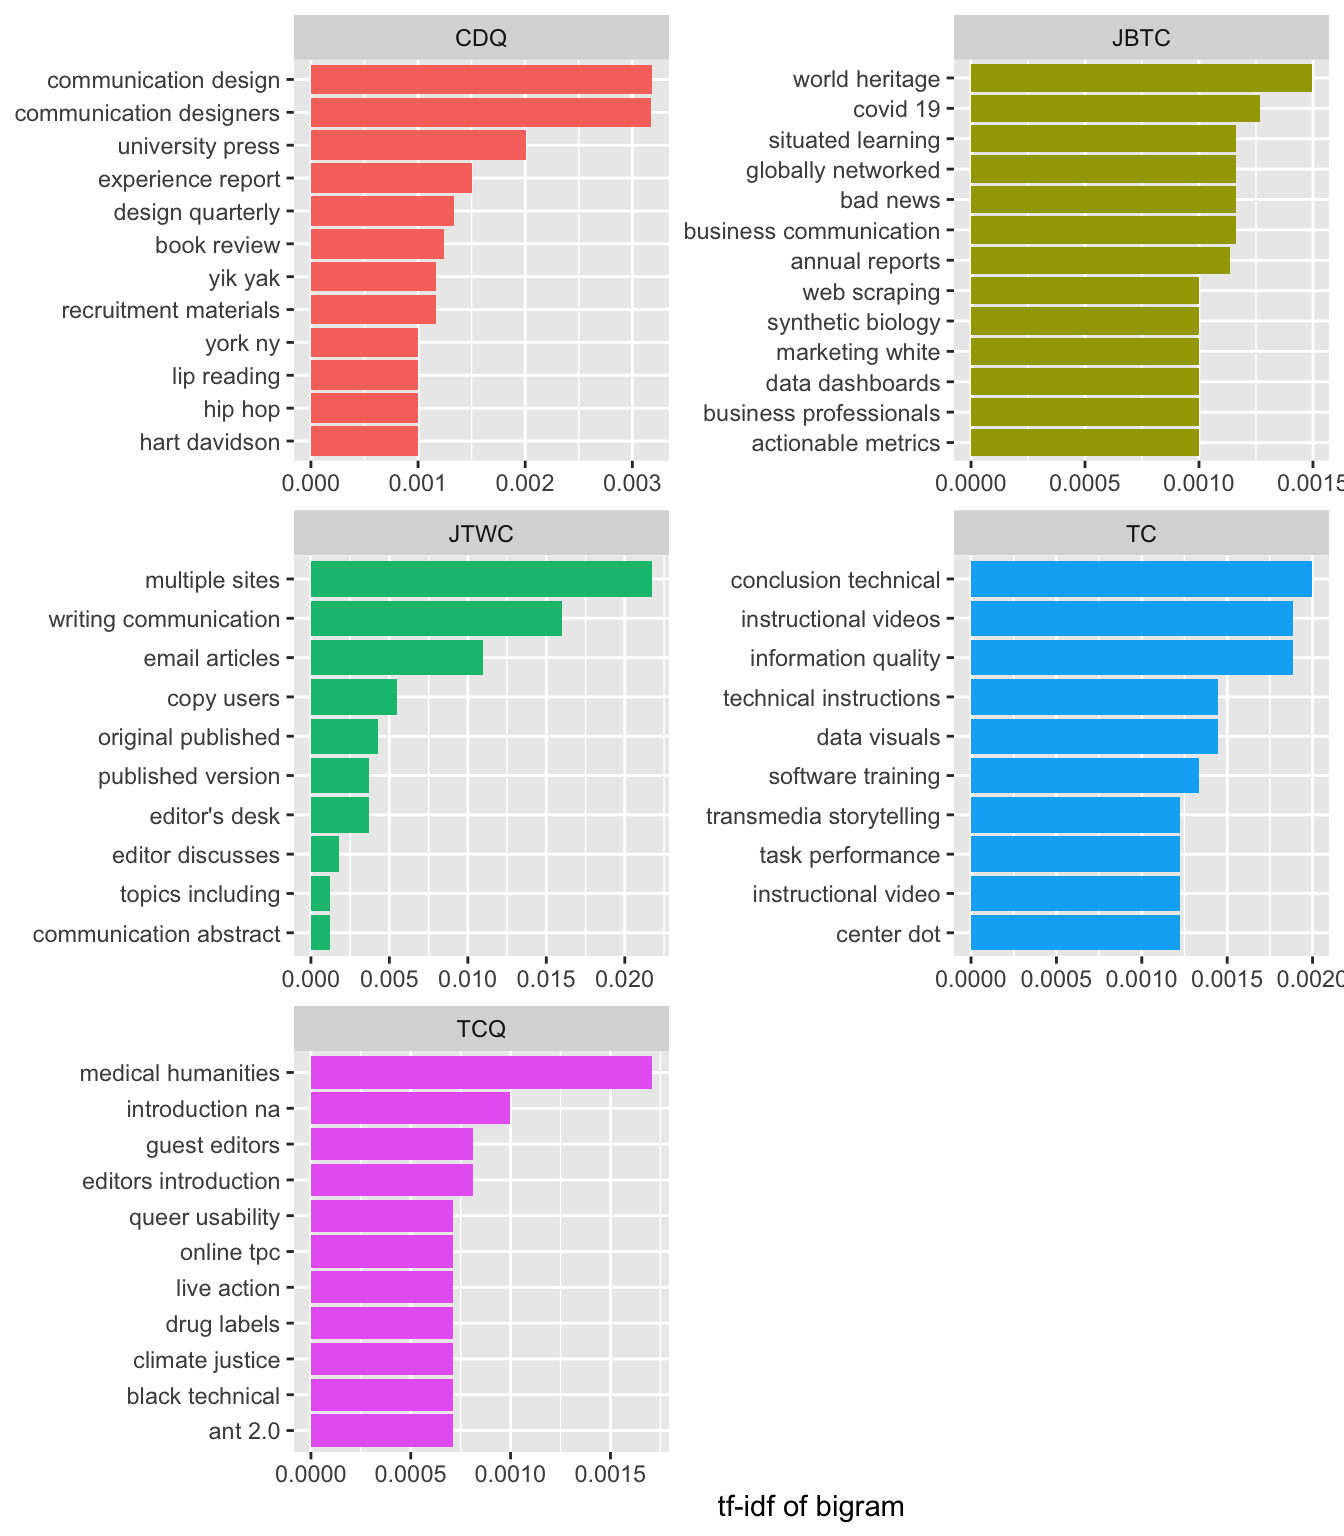 CDQ
communication design
communication designers
university press
experience report
design quarterly
book review
yik yak
recruitment materials
york ny
lip reading
hip hop
hart davidson
0.000 0.001 0.002 0.003
JBTC
world heritage
covid 19
situated learning
globally networked
bad news
business communication
annual reports
web scraping
synthetic biology
marketing white
data dashboards
business professionals
actionable metrics
0.0000 0.0005 0.0010 0.0015
JTWC
multiple sites
writing communication
email articles
copy users
original published
published version
editor's desk
editor discusses
topics including
communication abstract
0.000 0.005 0.010 0.015 0.020
TC
conclusion technical
instructional videos
information quality
technical instructions
data visuals
software training
transmedia storytelling
task performance
instructional video
center dot
0.0000 0.0005 0.0010 0.0015 0.0020
TCQ
medical humanities
introduction na
guest editors
editors introduction
queer usability
online tpc
live action
drug labels
climate justice
black technical
ant 2.0
0.0000 0.0005 0.0010 0.0015
tf-idf of bigram